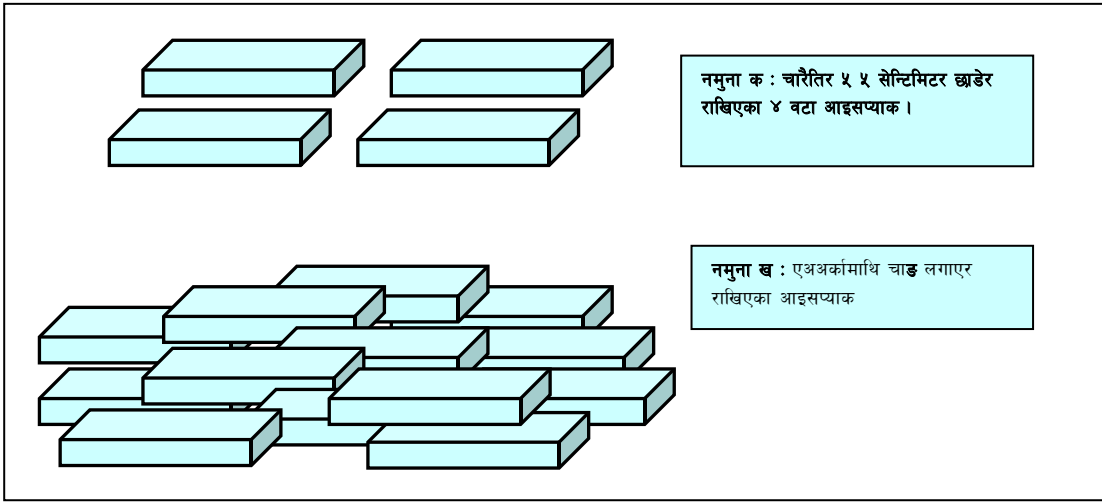 नमुना क : चारैतिर ५ ५ सेन्टिमिटर छाडेर
राखिएका ४ वटा आइसप्याक ।
नमुना ख : एअअर्कामाथि चाङ लगाएर
राखिएका आइसप्याक